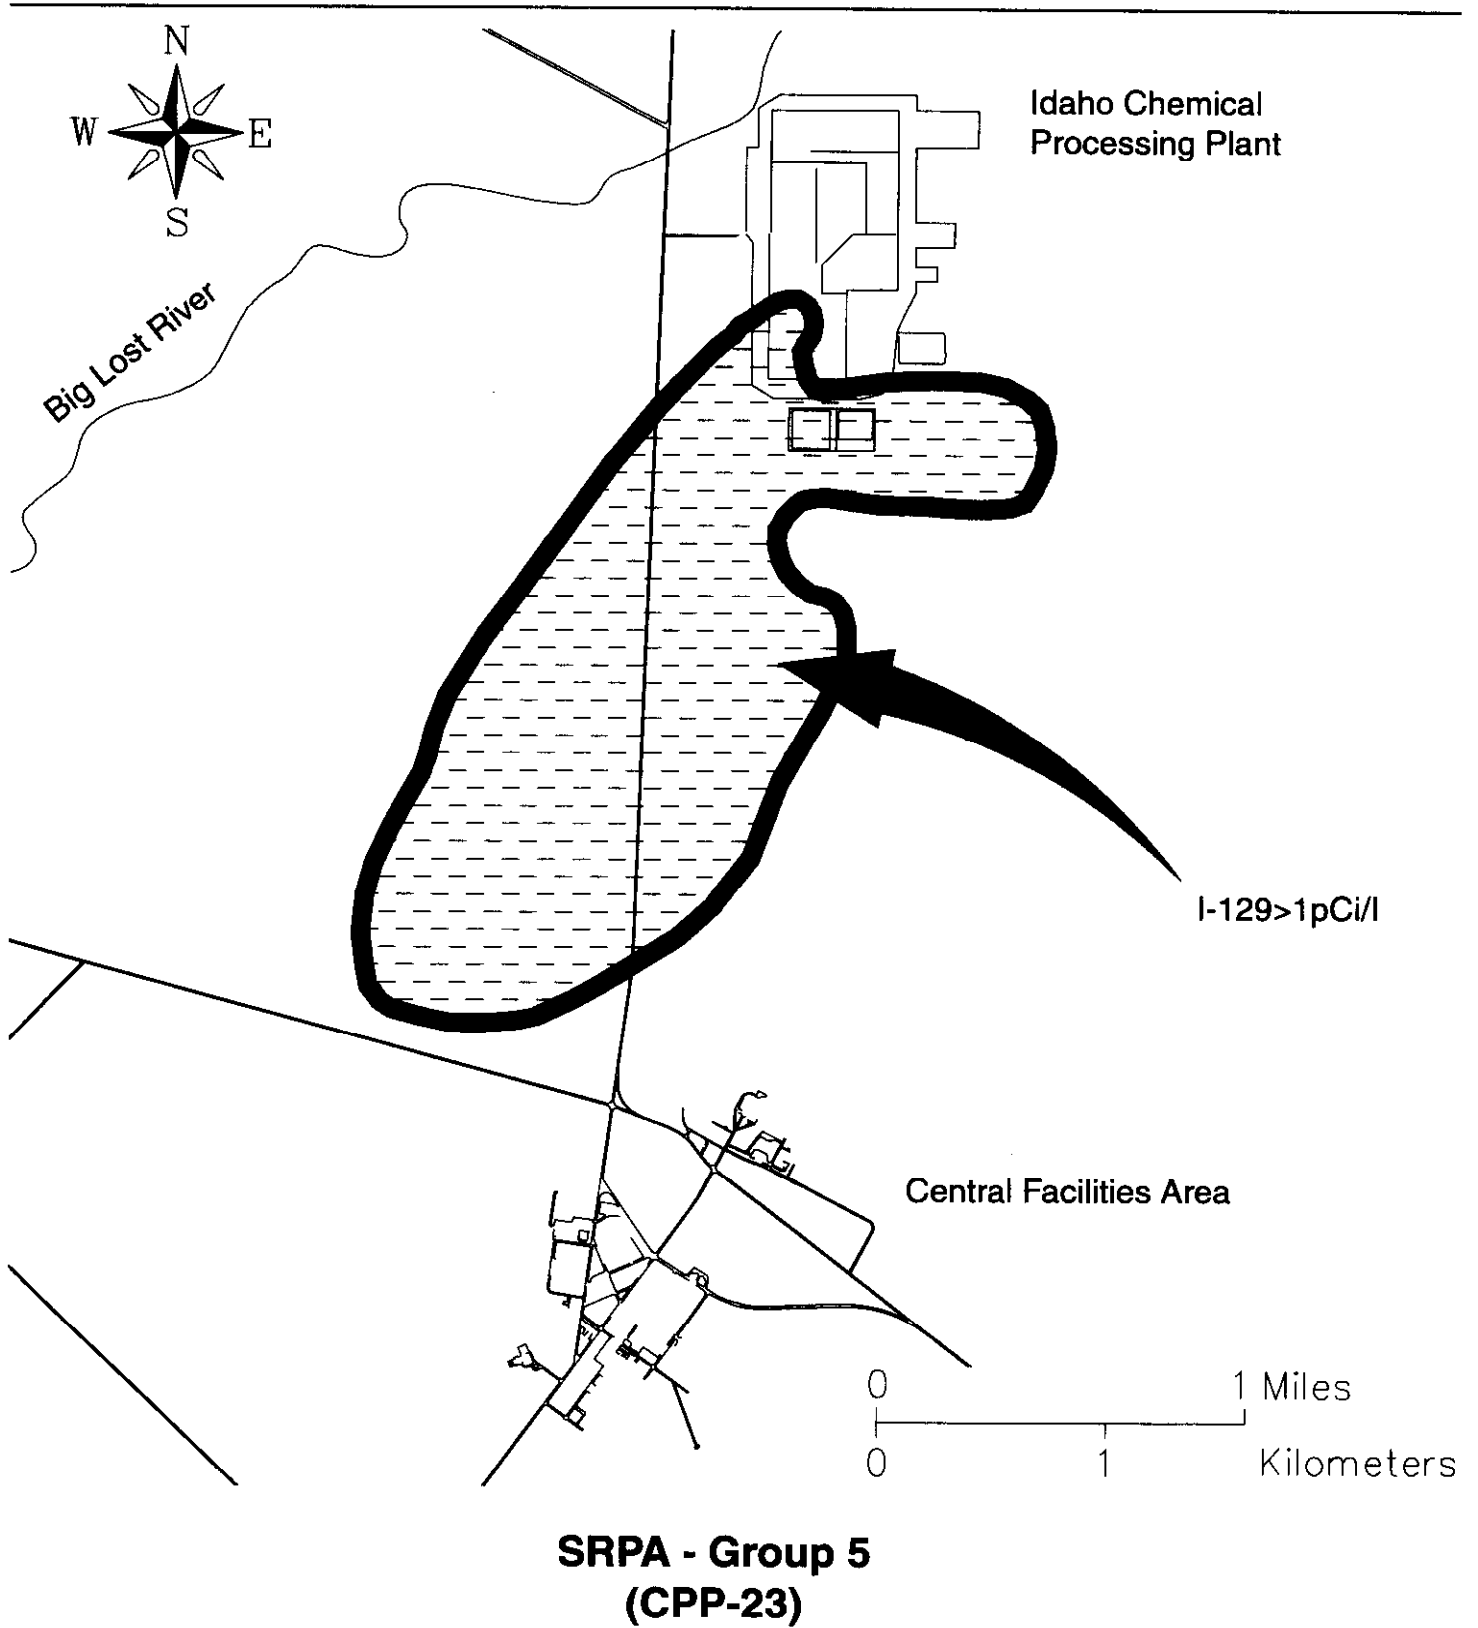 N
W E
S
Idaho Chemical
Processing Plant
Big Lost River
I-129>1pCi/l
Central Facilities Area
0 1 Miles
0 1 Kilometers
SRPA - Group 5
(CPP-23)